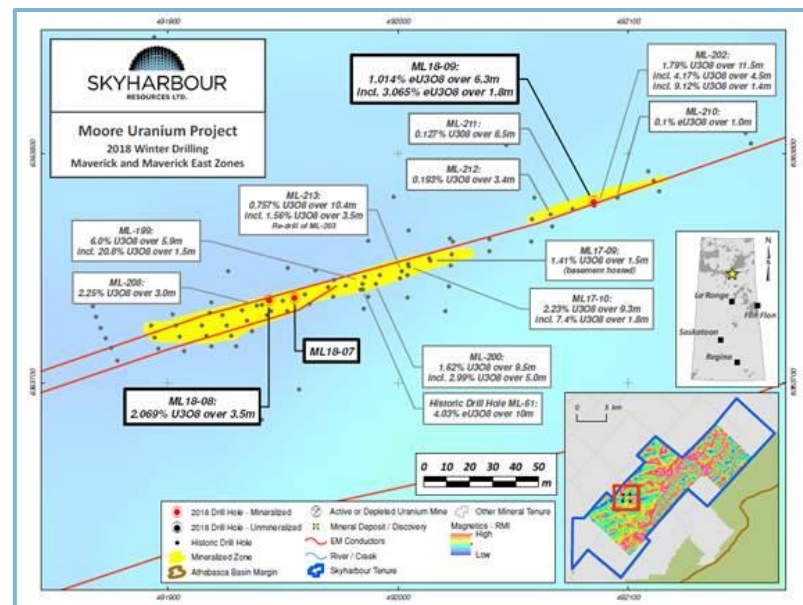 491900
492000
492100
6363800
6363700
SKYHARBOUR
RESOURCES LTD.
Moore Uranium Project
2018 Winter Drilling
Maverick and Maverick East Zones
ML18-09:
1.014% eU3O8 over 6.3m
incl. 3.065% eU3O8 over 1.8m
ML-202:
1.79% U3O8 over 11.5m
incl. 4.17% U3O8 over 4.5m
incl. 9.12% U3O8 over 1.4m
ML-211:
0.127% U3O8 over 8.5m
ML-210:
0.1% eU3O8 over 1.0m
ML-212:
0.193% U3O8 over 3.4m
ML-213:
0.757% U3O8 over 10.4m
incl. 1.56% U3O8 over 3.5m
Re-drill of ML-203
ML-199:
6.0% U3O8 over 5.9m
incl. 20.8% U3O8 over 1.5m
ML-208:
2.25% U3O8 over 3.0m
ML17-09:
1.41% U3O8 over 1.5m
(basement hosted)
ML17-10:
2.23% U3O8 over 9.3m
incl. 7.4% U3O8 over 1.8m
ML18-07
ML-200:
1.62% U3O8 over 9.5m
incl. 2.99% U3O8 over 5.0m
ML18-08:
2.069% U3O8 over 3.5m
Historic Drill Hole ML-61:
4.03% eU3O8 over 10m
N
La Ronge
Flin Flon
Saskatoon
Regina
0 10 20 30 40 50
m
0 5 km
2018 Drill Hole - Mineralized
2018 Drill Hole - Unmineralized
Historic Drill Hole
Mineralized Zone
Athabasca Basin Margin
Active or Depleted Uranium Mine
Mineral Deposit / Discovery
EM Conductors
River / Creek
Skyharbour Tenure
Other Mineral Tenure
Magnetics - RMI
High
Low
491900
492000
492100
6363800
6363700